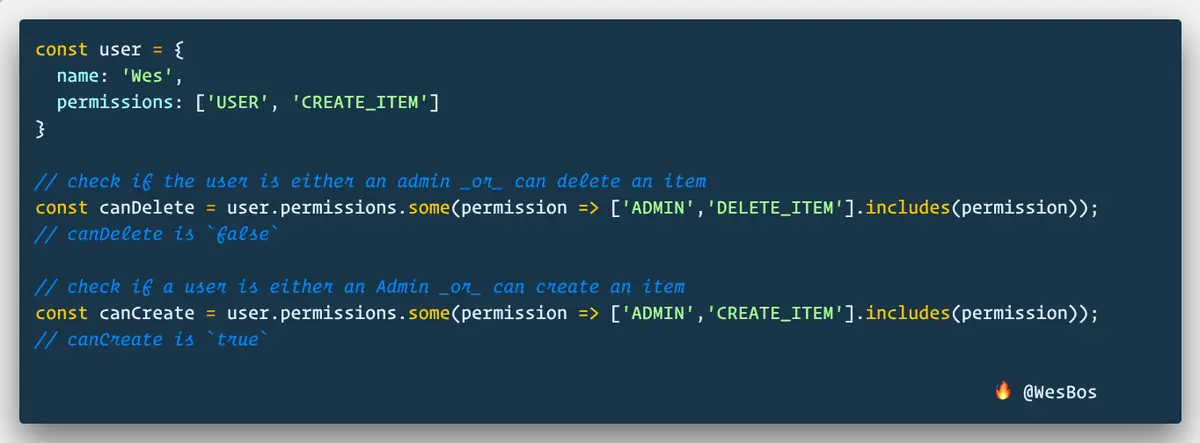 const user = {
  name: 'Wes',
  permissions: ['USER', 'CREATE_ITEM']
}
// check if the user is either an admin _or_ can delete an item
const canDelete = user.permissions.some(permission => ['ADMIN','DELETE_ITEM'].includes(permission));
// canDelete is `false`
// check if a user is either an Admin _or_ can create an item
const canCreate = user.permissions.some(permission => ['ADMIN','CREATE_ITEM'].includes(permission));
// canCreate is `true`
🔥 @WesBos